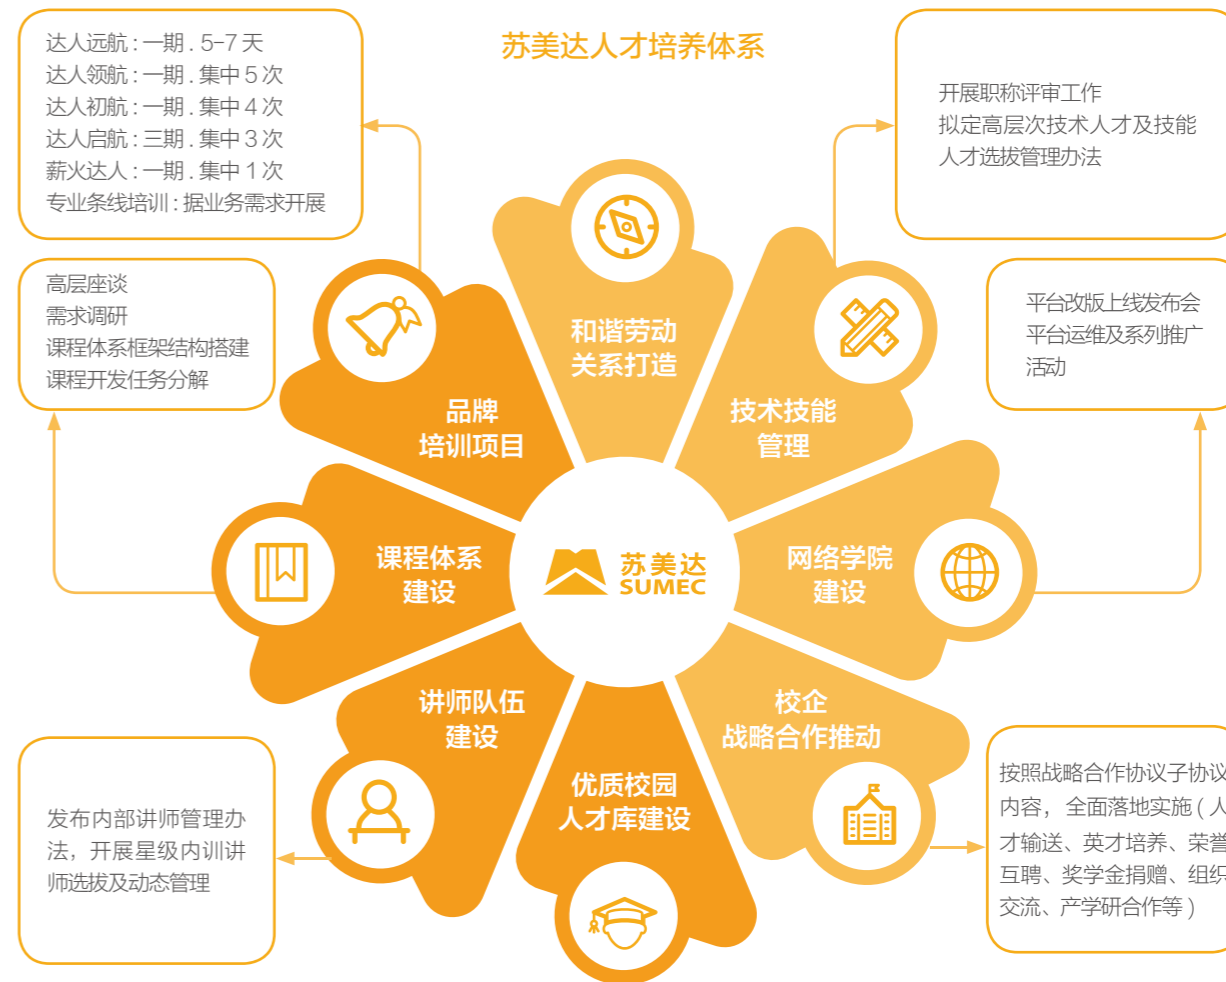 苏美达人才培养体系
达人远航：一期．5-7天
达人领航：一期．集中5次
达人初航：一期．集中4次
达人启航：三期．集中3次
薪火达人：一期．集中1次
专业条线培训：据业务需求开展
开展职称评审工作
拟定高层次技术人才及技能
人才选拔管理办法
高层座谈
需求调研
课程体系框架结构搭建
课程开发任务分解
平台改版上线发布会
平台运维及系列推广
活动
和谐劳动
关系打造
品牌
培训项目
技术技能
管理
课程体系
建设
苏美达
SUMEC
网络学院
建设
讲师队伍
建设
校企
战略合作推动
优质校园
人才库建设
发布内部讲师管理办
法，开展星级内训讲
师选拔及动态管理
按照战略合作协议子协议
内容，全面落地实施（人
才输送、英才培养、荣誉
互聘、奖学金捐赠、组织
交流、产学研合作等）